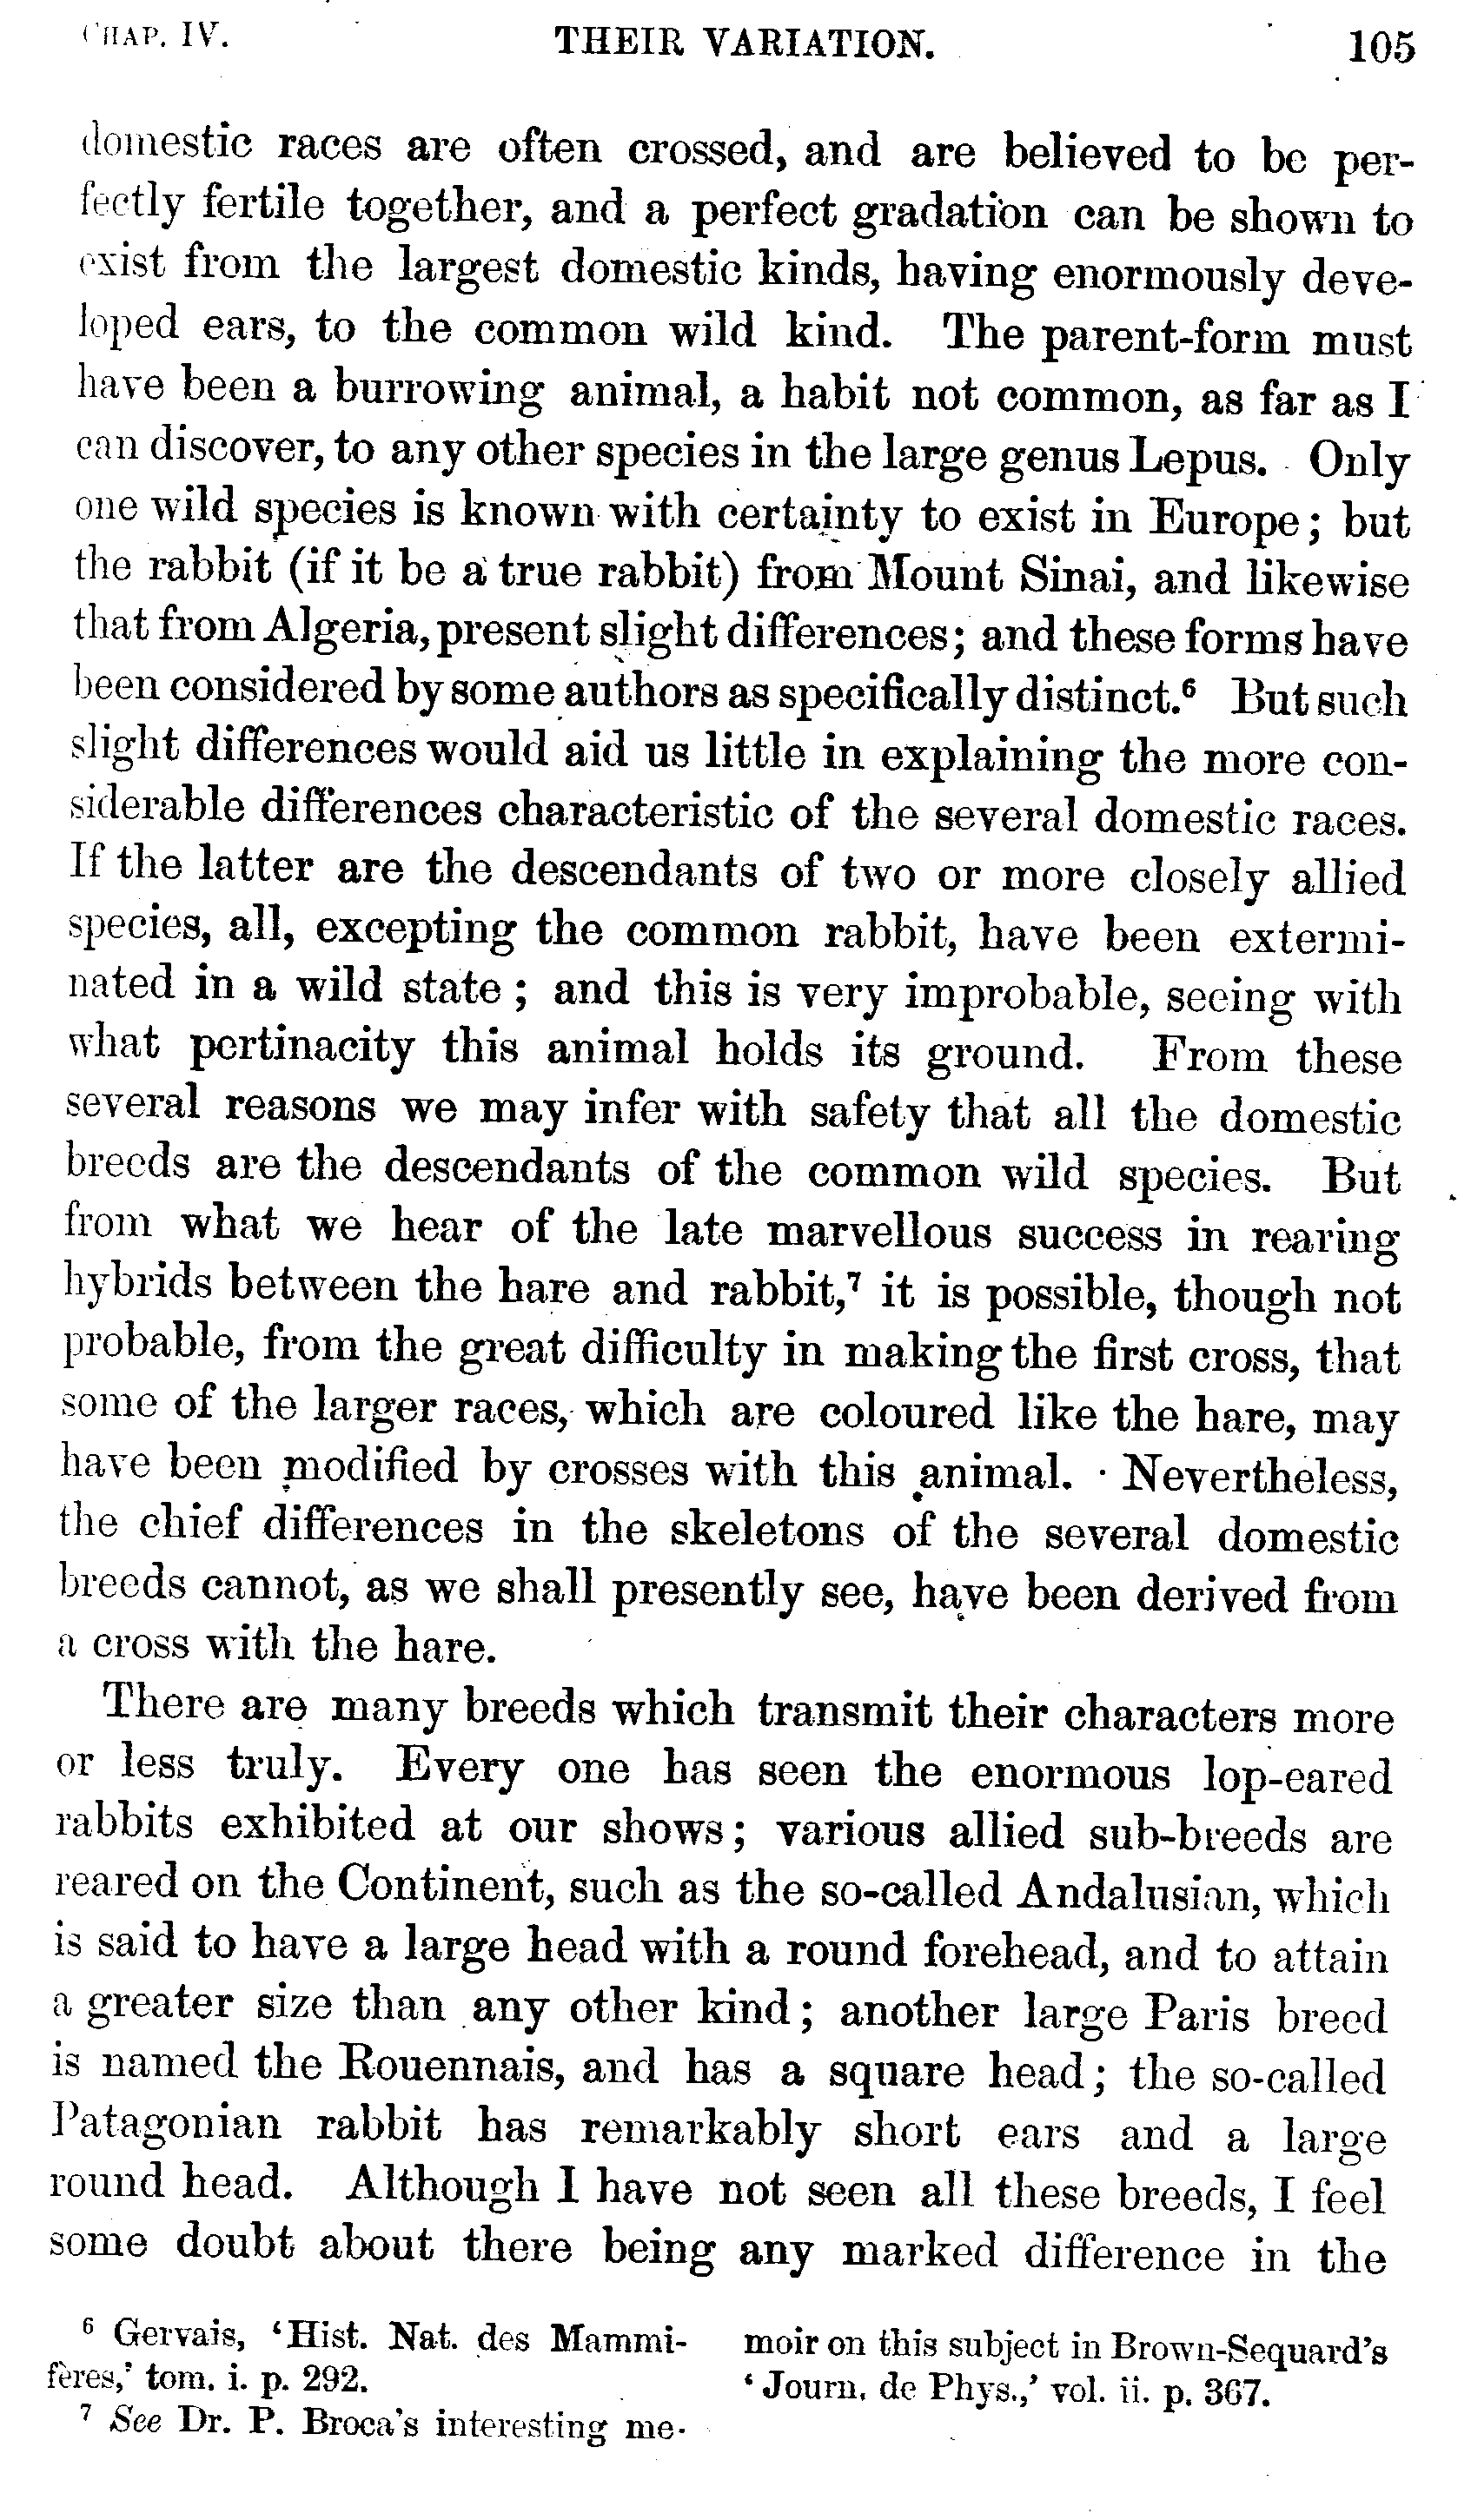 CHAP. IV. THEIR VARIATION. 105
domestic races are often crossed, and are believed to be per-
fectly fertile together, and a perfect gradation can be shown to
exist from the largest domestic kinds, having enormously deve-
loped ears, to the common wild kind. The parent-form must
have been a burrowing animal, a habit not common, as far as I
can discover, to any other species in the large genus Lepus. Only
one wild species is known with certainty to exist in Europe; but
the rabbit (if it be a true rabbit) from Mount Sinai, and likewise
that from Algeria, present slight differences; and these forms have
been considered by some authors as specifically distinct.⁶ But such
slight differences would aid us little in explaining the more con-
siderable differences characteristic of the several domestic races.
If the latter are the descendants of two or more closely allied
species, all, excepting the common rabbit, have been extermi-
nated in a wild state; and this is very improbable, seeing with
what pertinacity this animal holds its ground. From these
several reasons we may infer with safety that all the domestic
breeds are the descendants of the common wild species. But
from what we hear of the late marvellous success in rearing
hybrids between the hare and rabbit,⁷ it is possible, though not
probable, from the great difficulty in making the first cross, that
some of the larger races, which are coloured like the hare, may
have been modified by crosses with this animal. Nevertheless,
the chief differences in the skeletons of the several domestic
breeds cannot, as we shall presently see, have been derived from
a cross with the hare.
There are many breeds which transmit their characters more
or less truly. Every one has seen the enormous lop-eared
rabbits exhibited at our shows; various allied sub-breeds are
reared on the Continent, such as the so-called Andalusian, which
is said to have a large head with a round forehead, and to attain
a greater size than any other kind; another large Paris breed
is named the Rouennais, and has a square head; the so-called
Patagonian rabbit has remarkably short ears and a large
round head. Although I have not seen all these breeds, I feel
some doubt about there being any marked difference in the
⁶ Gervais, 'Hist. Nat. des Mammi-
fères,' tom. i. p. 292.
⁷ See Dr. P. Broca's interesting me-
moir on this subject in Brown-Sequard's
'Journ. de Phys.,' vol. ii. p. 367.